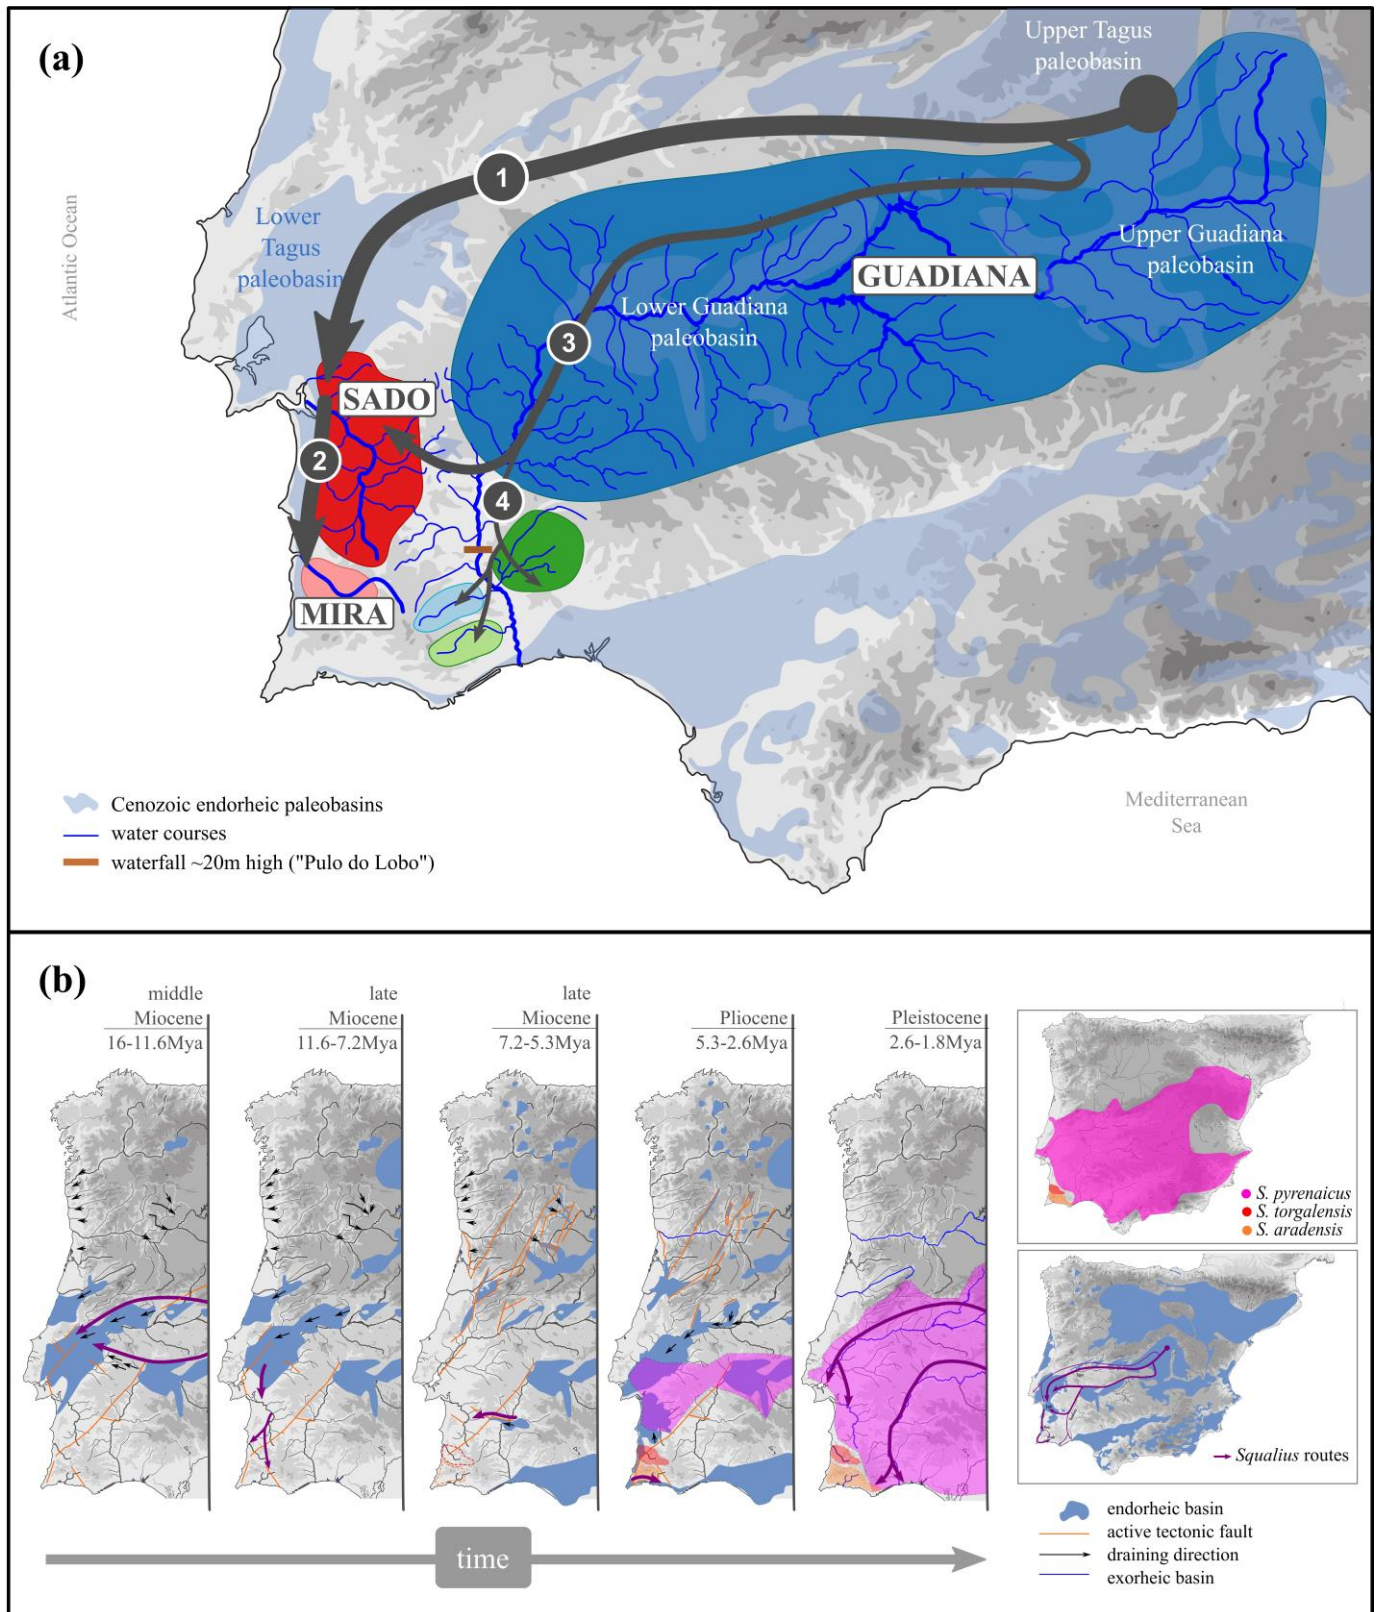 (a)
Upper Tagus
paleobasin
Atlantic Ocean
1
Lower
Tagus
paleobasin
Upper Guadiana
paleobasin
GUADIANA
Lower Guadiana
paleobasin
3
SADO
2
4
MIRA
Cenozoic endorheic paleobasins
water courses
waterfall ~20m high ("Pulo do Lobo")
Mediterranean
Sea
(b)
middle
Miocene
16-11.6Mya
late
Miocene
11.6-7.2Mya
late
Miocene
7.2-5.3Mya
Pliocene
5.3-2.6Mya
Pleistocene
2.6-1.8Mya
S. pyrenaicus
S. torgalensis
S. aradensis
Squalius routes
endorheic basin
active tectonic fault
draining direction
exorheic basin
time